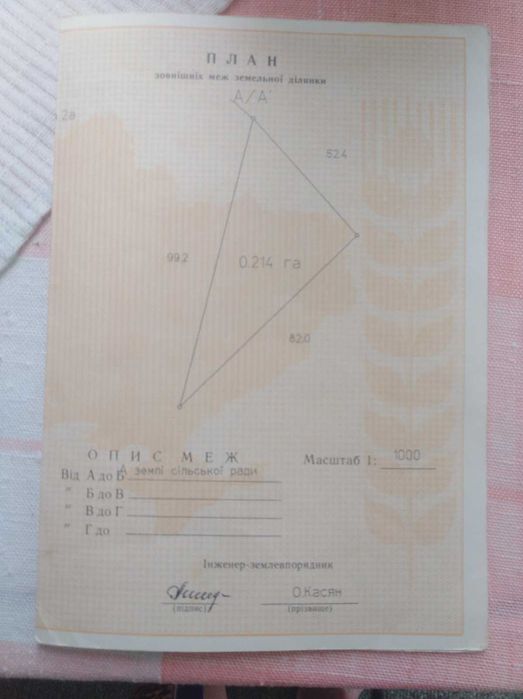 ПЛАН
зовнішніх меж земельної ділянки
А/А'
52.4
99.2
0.214 га
82.0
ОПИС МЕЖ
Масштаб 1: 1000
Від А до Б А землі сільської ради
" Б до В
" В до Г
" Г до
Інженер-землевпорядник
О.Касян
(підпис) (прізвище)